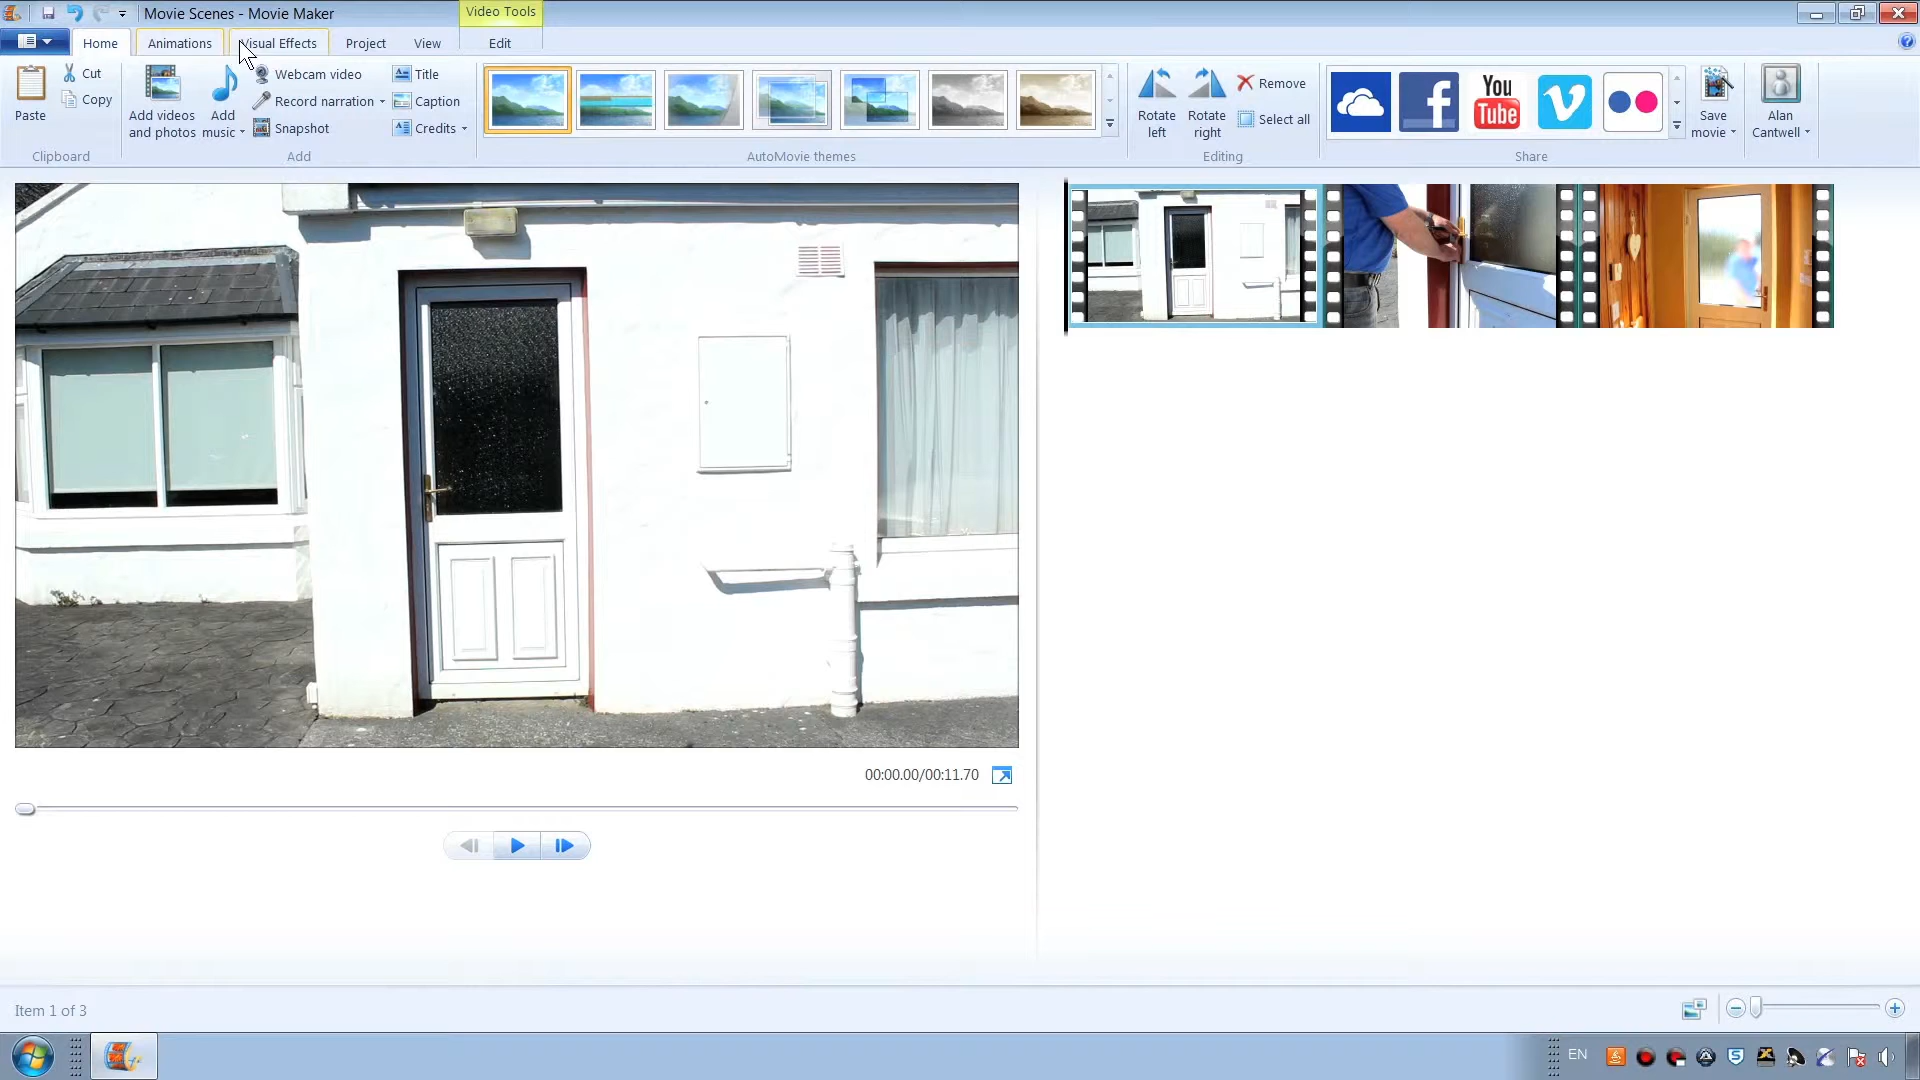 Movie Scenes - Movie Maker
Video Tools
Home
Animations
Visual Effects
Project
View
Edit
Paste
Cut
Copy
Clipboard
Add videos
and photos
Add
music
Webcam video
Record narration
Snapshot
Title
Caption
Credits
Add
AutoMovie themes
Rotate
left
Rotate
right
Remove
Select all
Editing
f
You
Tube
Share
Save
movie
Alan
Cantwell
00:00.00/00:11.70
Item 1 of 3
EN